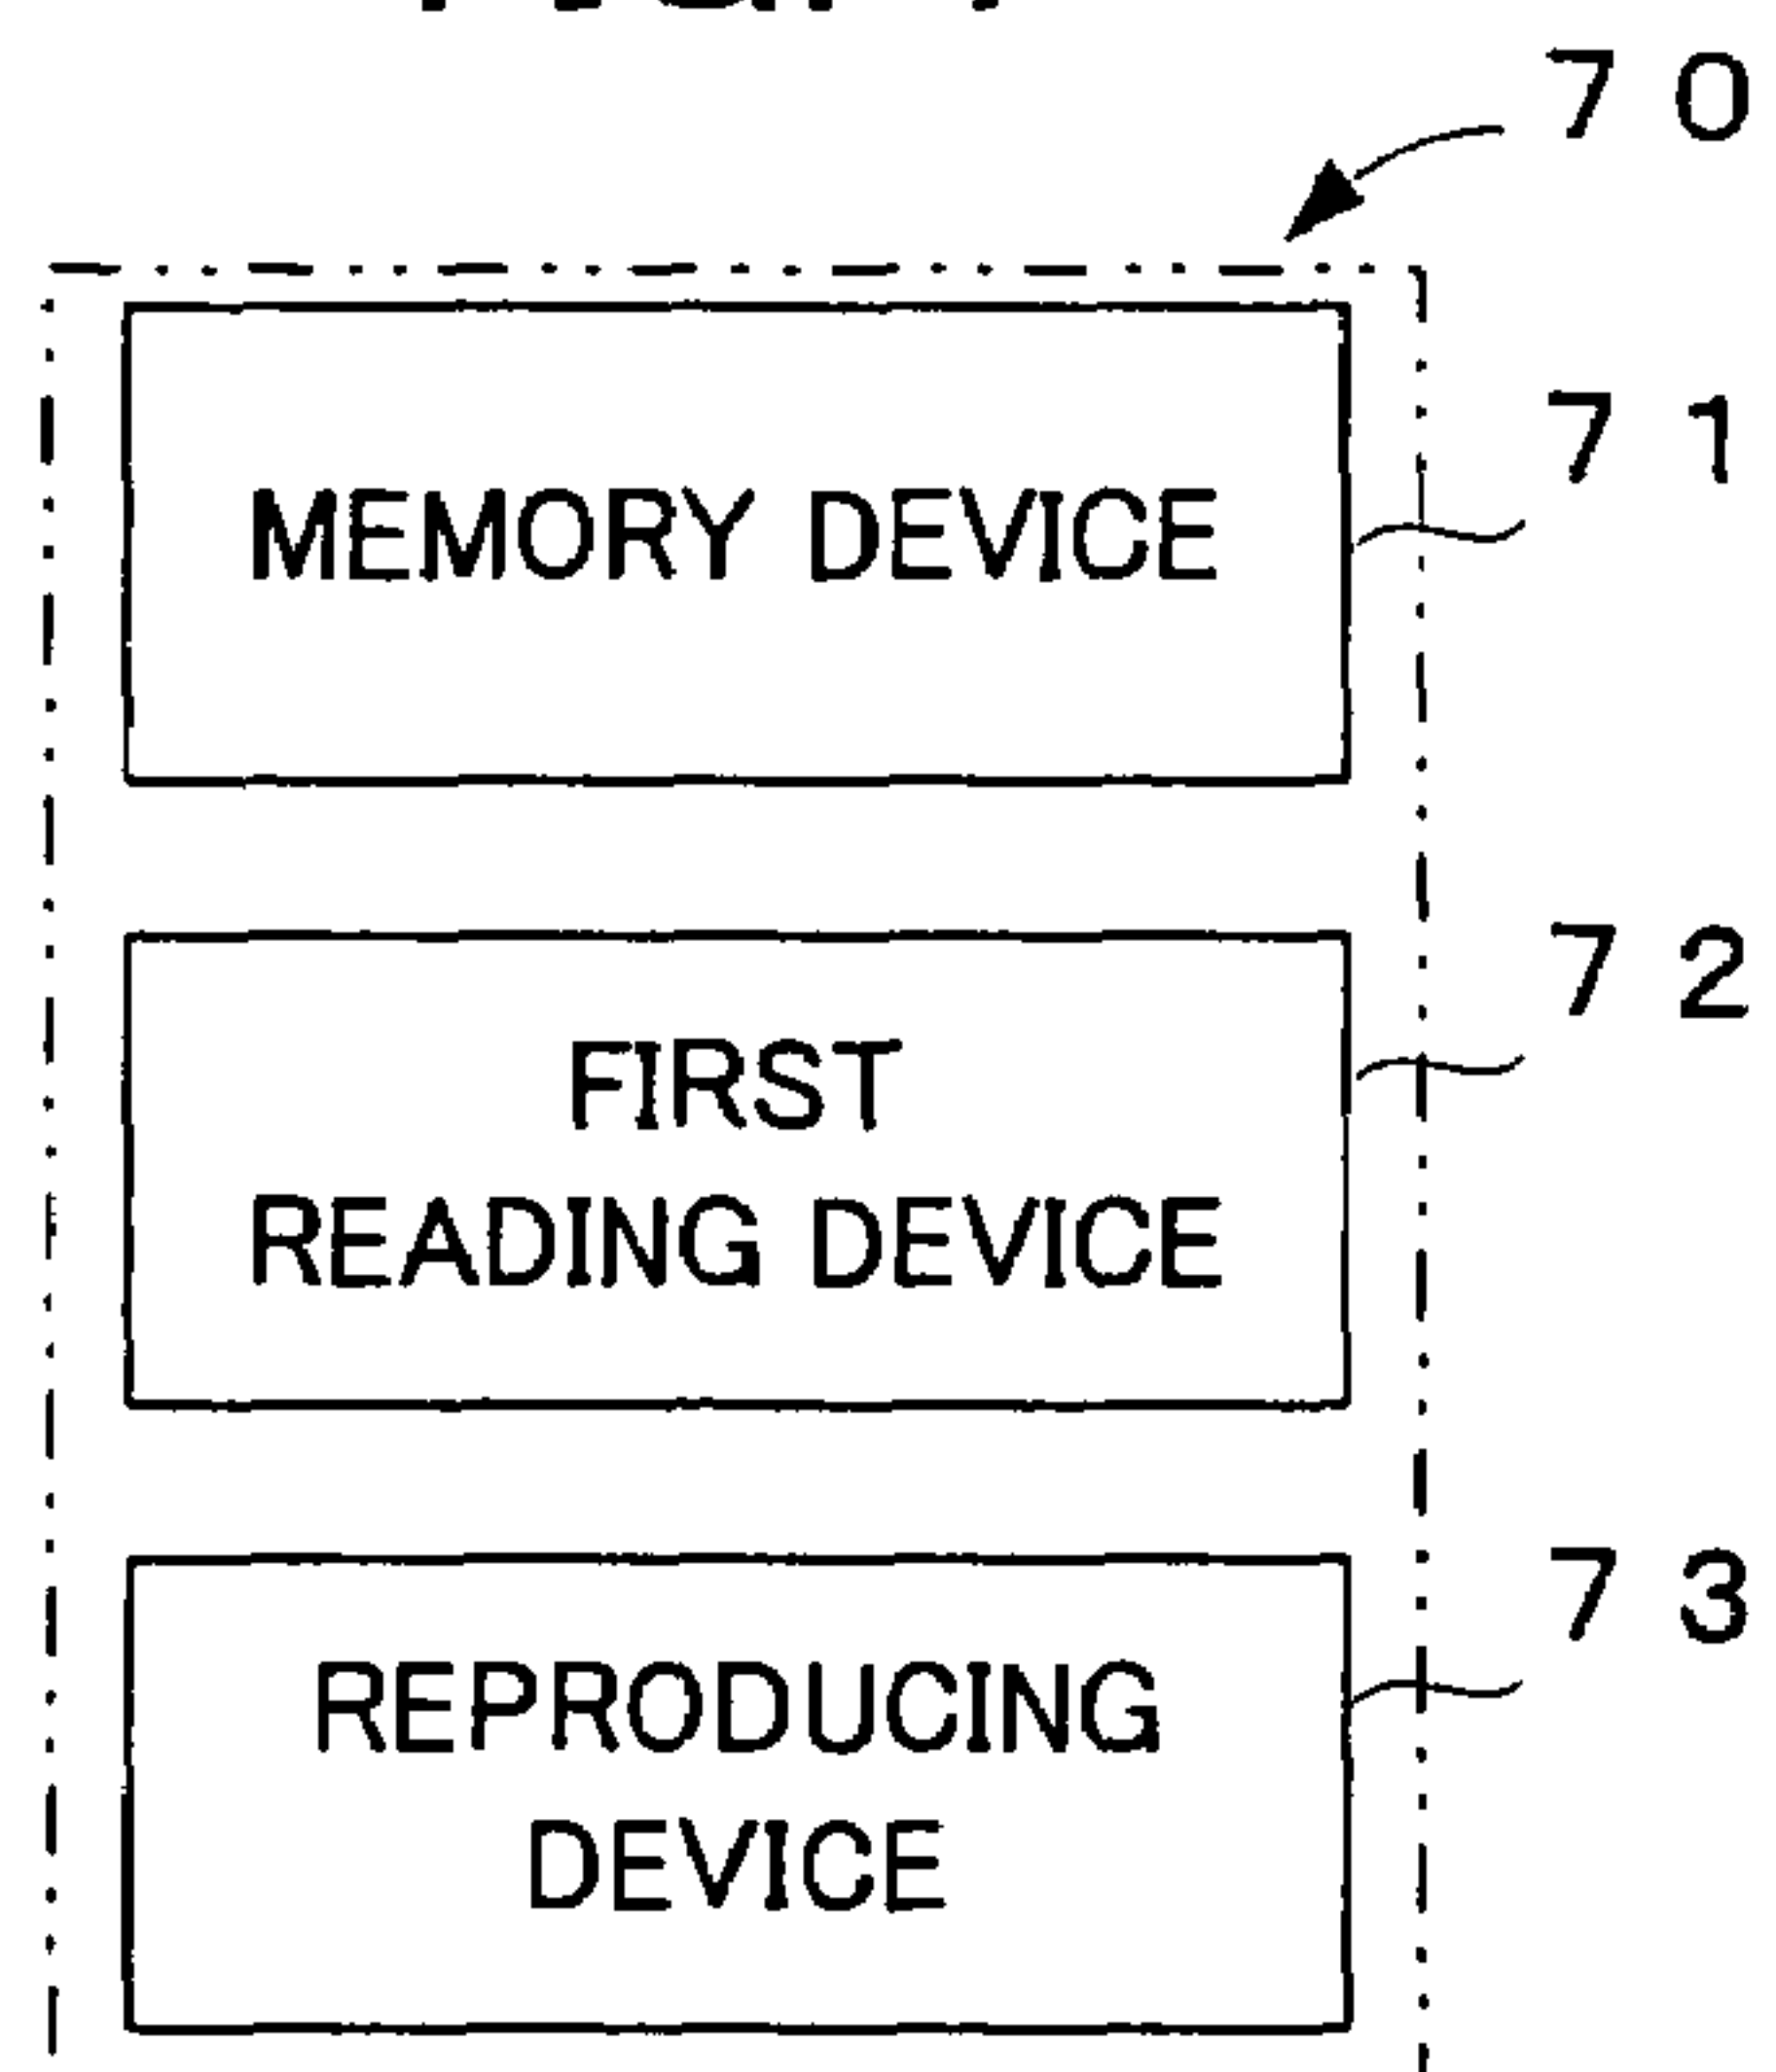 70
71
MEMORY DEVICE
72
FIRST
READING DEVICE
73
REPRODUCING
DEVICE